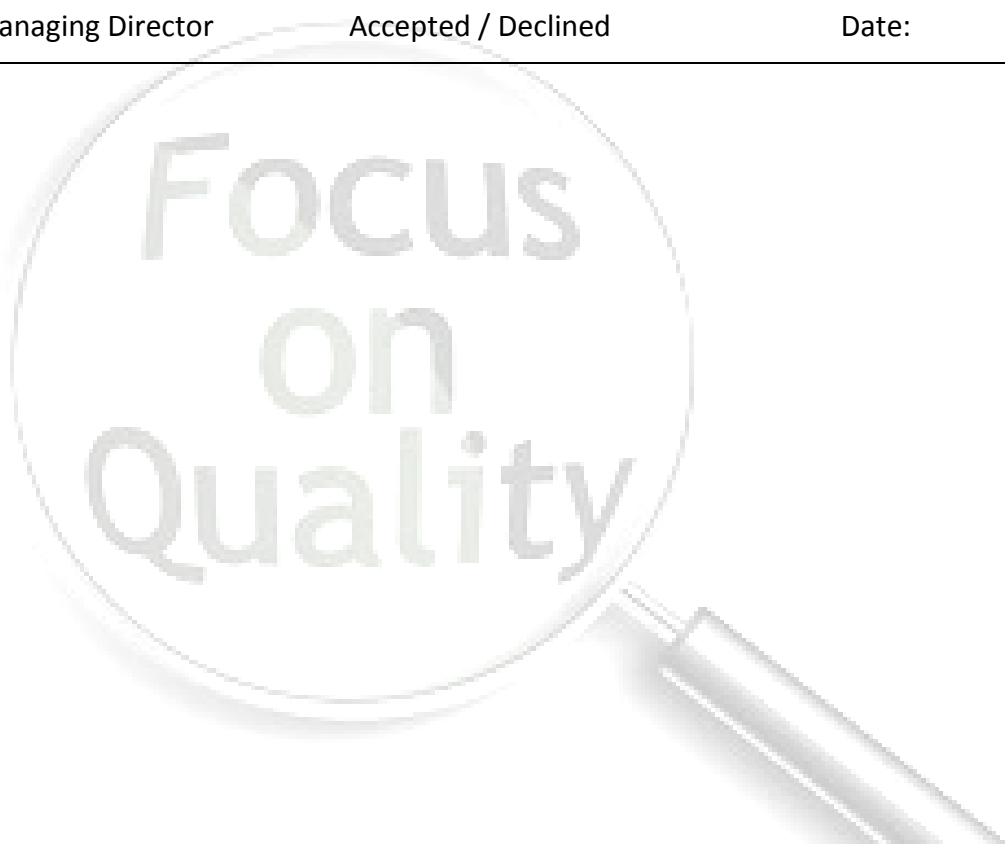 anaging Director Accepted / Declined Date:
Focus
on
Quality